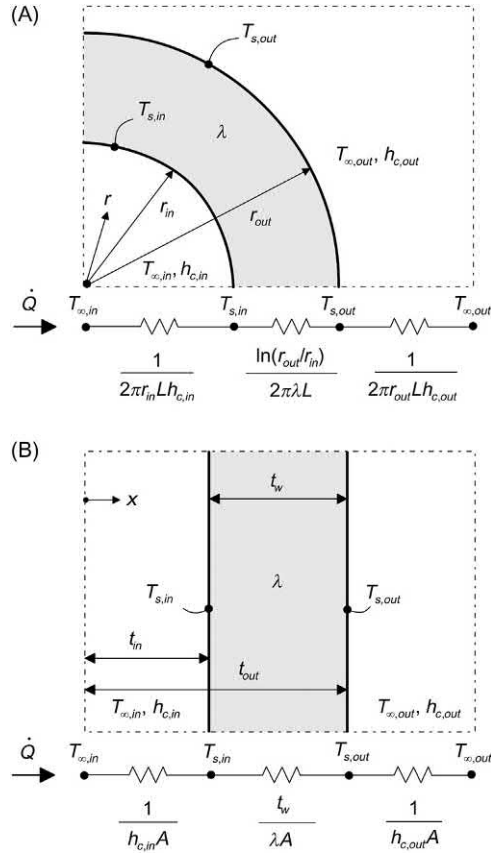 (A)
T_{s,out}
T_{s,in}
λ
T_{∞,out}, h_{c,out}
r
r_{in}
r_{out}
T_{∞,in}, h_{c,in}
Q̇
T_{∞,in} T_{s,in} T_{s,out} T_{∞,out}
1 / 2πr_{in}Lh_{c,in}
ln(r_{out}/r_{in}) / 2πλL
1 / 2πr_{out}Lh_{c,out}
(B)
t_w
x
λ
T_{s,in}
T_{s,out}
t_{in}
t_{out}
T_{∞,in}, h_{c,in}
T_{∞,out}, h_{c,out}
Q̇
T_{∞,in} T_{s,in} T_{s,out} T_{∞,out}
1 / h_{c,in}A
t_w / λA
1 / h_{c,out}A